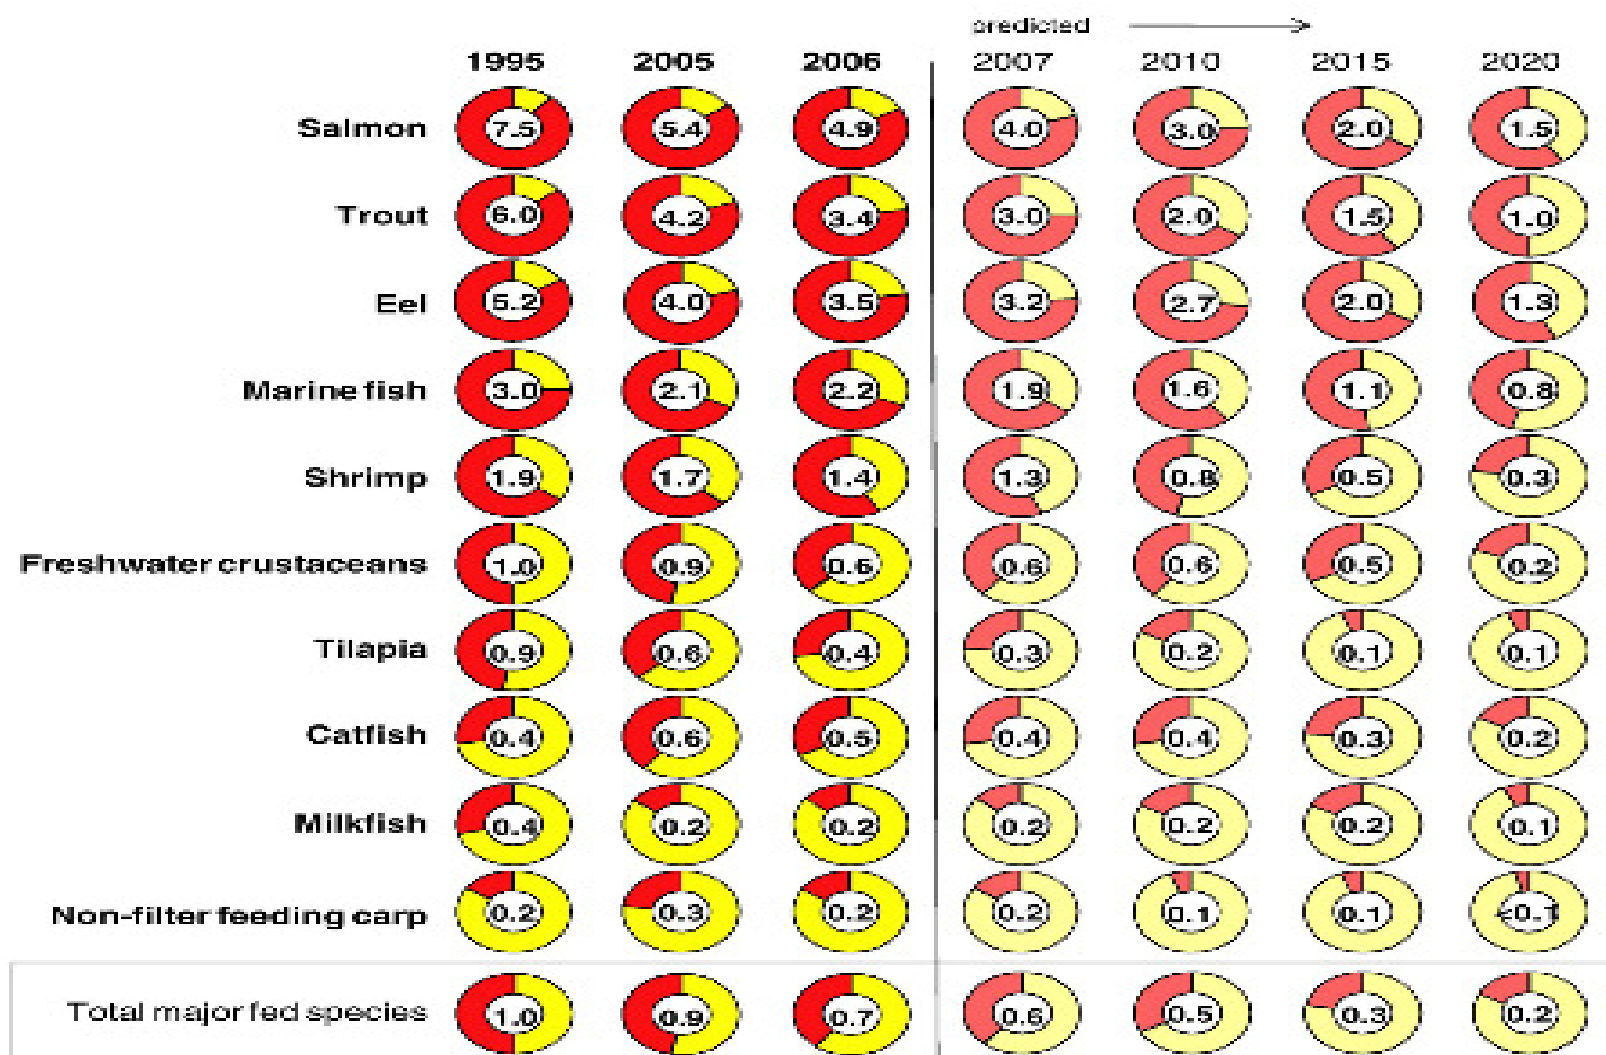 predicted
1995 2005 2006 2007 2010 2015 2020
Salmon 7.5 5.4 4.9 4.0 3.0 2.0 1.5
Trout 6.0 4.2 3.4 3.0 2.0 1.5 1.0
Eel 5.2 4.0 3.5 3.2 2.7 2.0 1.3
Marine fish 3.0 2.1 2.2 1.9 1.6 1.1 0.8
Shrimp 1.9 1.7 1.4 1.3 0.8 0.5 0.3
Freshwater crustaceans 1.0 0.9 0.6 0.6 0.6 0.5 0.2
Tilapia 0.9 0.6 0.4 0.3 0.2 0.1 0.1
Catfish 0.4 0.6 0.5 0.4 0.4 0.3 0.2
Milkfish 0.4 0.2 0.2 0.2 0.2 0.2 0.1
Non-filter feeding carp 0.2 0.3 0.2 0.2 0.1 0.1 <0.1
Total major fed species 1.0 0.9 0.7 0.6 0.5 0.3 0.2